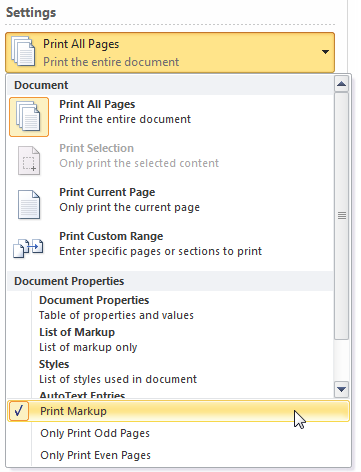 Settings
Print All Pages
Print the entire document
Document
Print All Pages
Print the entire document
Print Selection
Only print the selected content
Print Current Page
Only print the current page
Print Custom Range
Enter specific pages or sections to print
Document Properties
Document Properties
Table of properties and values
List of Markup
List of markup only
Styles
List of styles used in document
AutoText Entries
Print Markup
Only Print Odd Pages
Only Print Even Pages